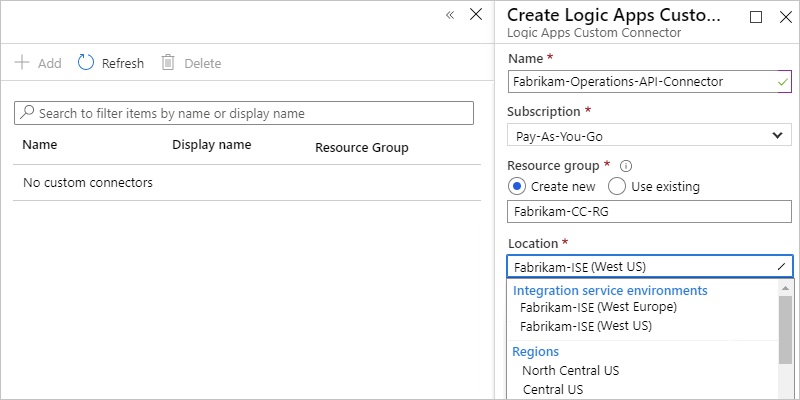 Add Refresh Delete
Search to filter items by name or display name
Name Display name Resource Group
No custom connectors
Create Logic Apps Custo...
Logic Apps Custom Connector
Name *
Fabrikam-Operations-API-Connector
Subscription *
Pay-As-You-Go
Resource group *
Create new Use existing
Fabrikam-CC-RG
Location *
Fabrikam-ISE (West US)
Integration service environments
Fabrikam-ISE (West Europe)
Fabrikam-ISE (West US)
Regions
North Central US
Central US